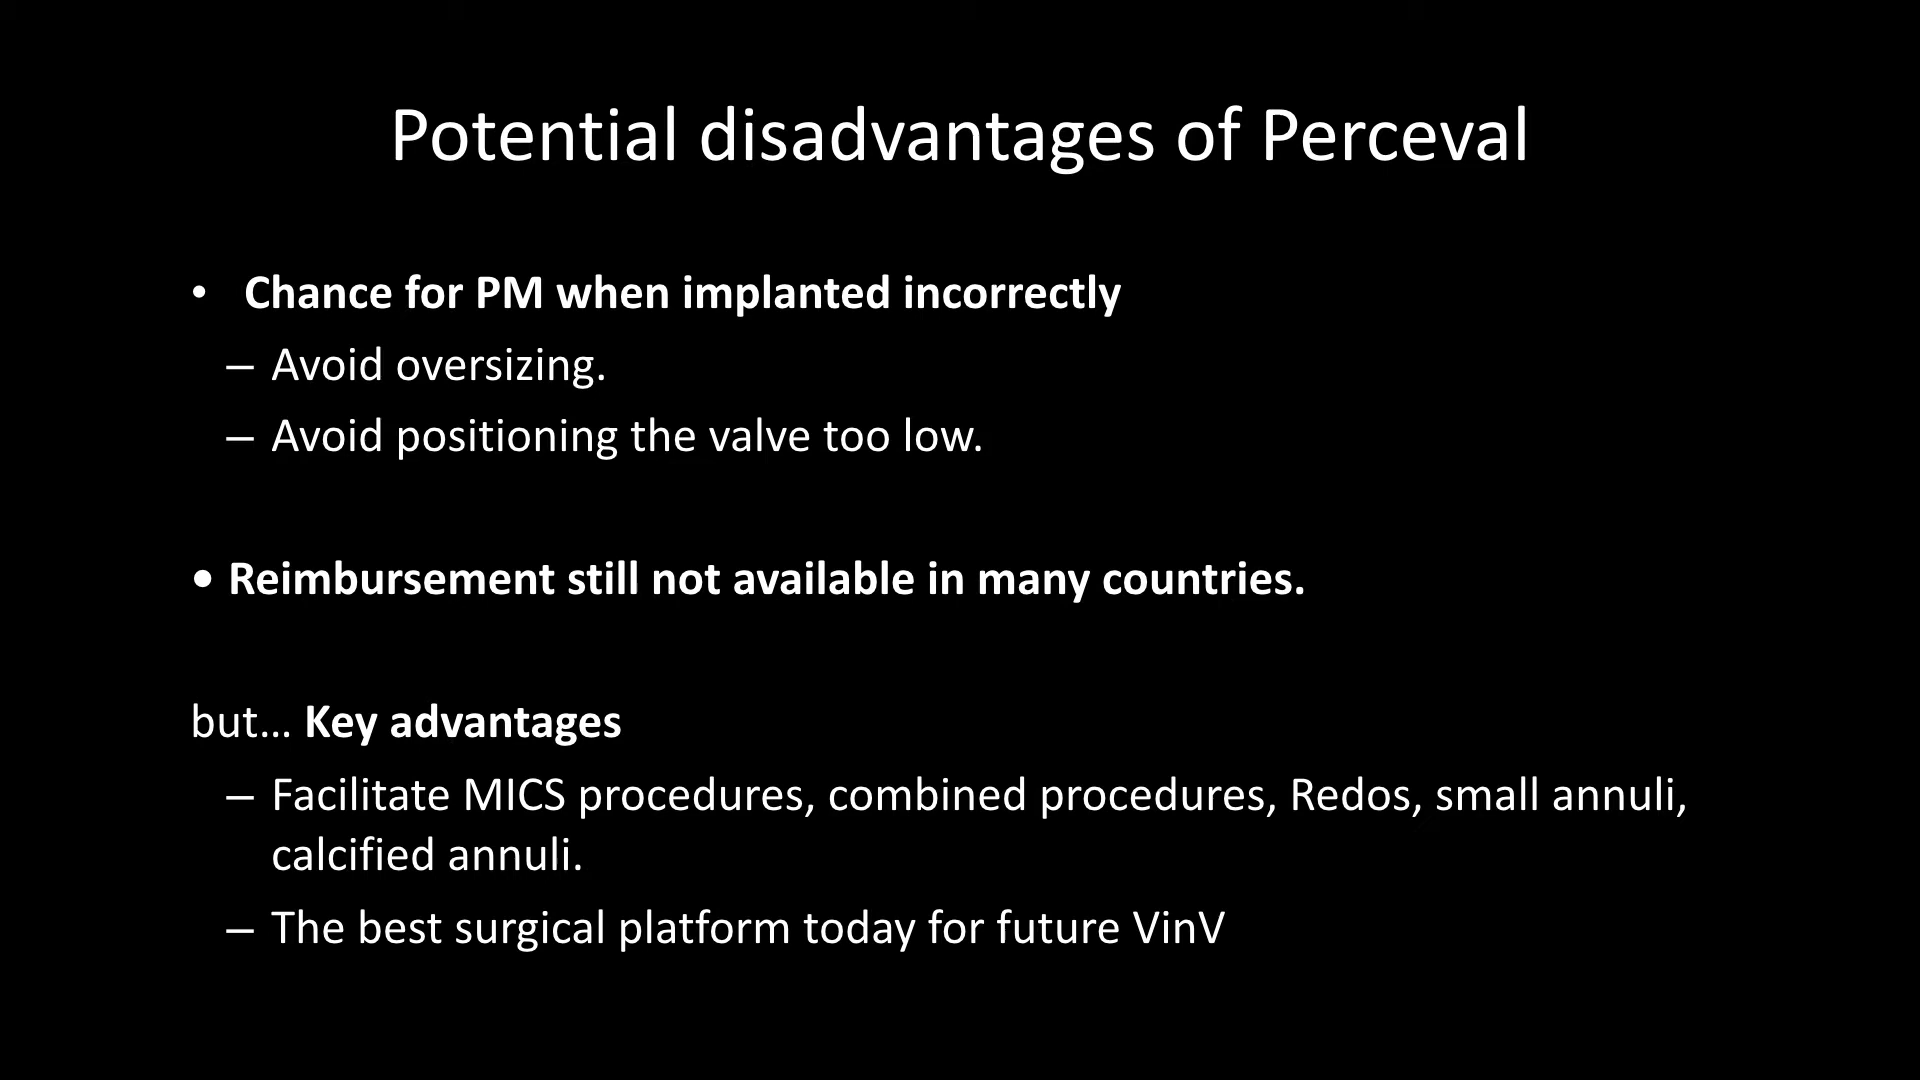 Potential disadvantages of Perceval
• Chance for PM when implanted incorrectly
– Avoid oversizing.
– Avoid positioning the valve too low.
• Reimbursement still not available in many countries.
but… Key advantages
– Facilitate MICS procedures, combined procedures, Redos, small annuli,
calcified annuli.
– The best surgical platform today for future VinV